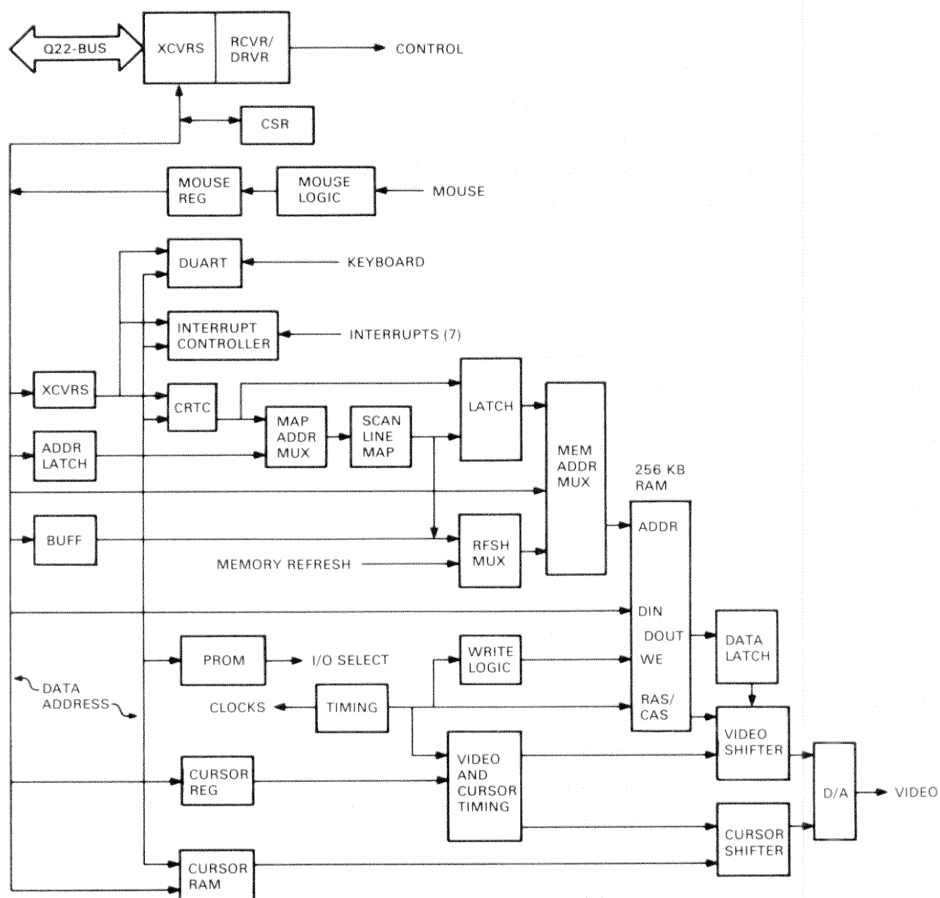 Q22-BUS
XCVRS
RCVR/
DRVR
CONTROL
CSR
MOUSE
REG
MOUSE
LOGIC
MOUSE
DUART
KEYBOARD
INTERRUPT
CONTROLLER
INTERRUPTS (7)
XCVRS
CRTC
LATCH
MAP
ADDR
MUX
SCAN
LINE
MAP
ADDR
LATCH
MEM
ADDR
MUX
256 KB
RAM
ADDR
BUFF
RFSH
MUX
MEMORY REFRESH
DIN
DOUT
DATA
LATCH
PROM
I/O SELECT
WRITE
LOGIC
WE
DATA
ADDRESS
CLOCKS
TIMING
RAS/
CAS
VIDEO
SHIFTER
VIDEO
AND
CURSOR
TIMING
CURSOR
REG
D/A
VIDEO
CURSOR
SHIFTER
CURSOR
RAM